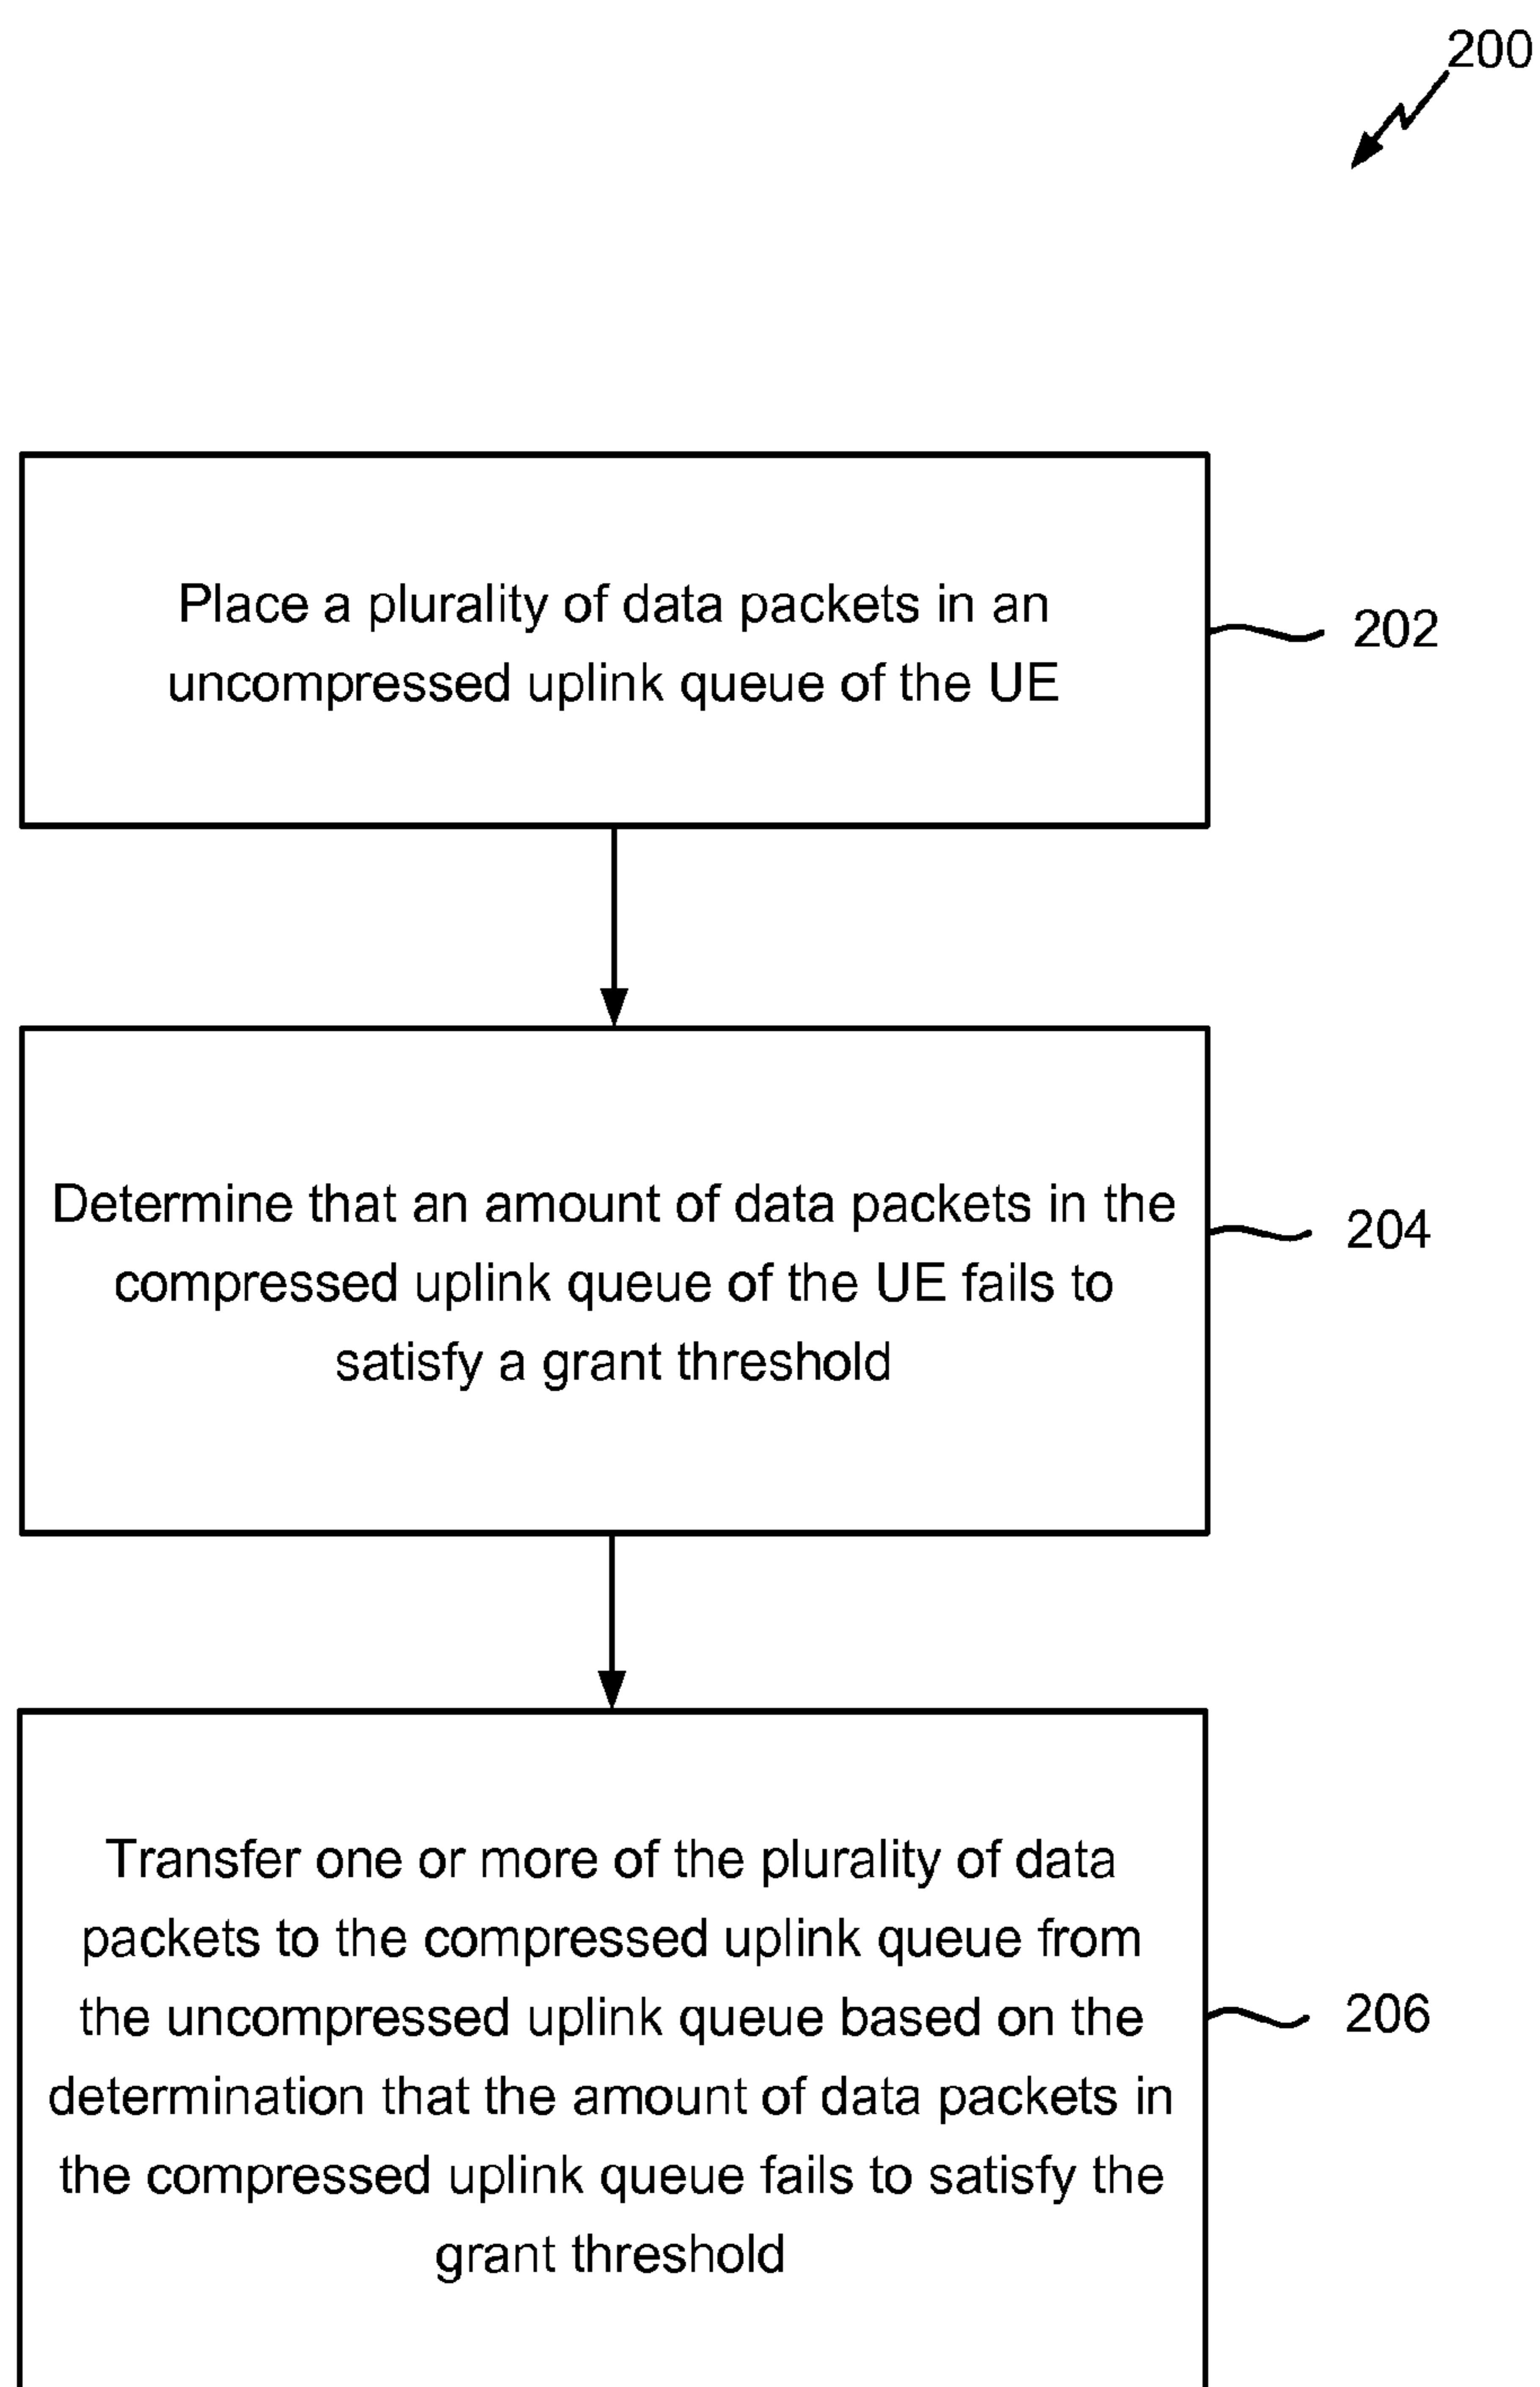 200
Place a plurality of data packets in an
uncompressed uplink queue of the UE
202
Determine that an amount of data packets in the
compressed uplink queue of the UE fails to
satisfy a grant threshold
204
Transfer one or more of the plurality of data
packets to the compressed uplink queue from
the uncompressed uplink queue based on the
determination that the amount of data packets in
the compressed uplink queue fails to satisfy the
grant threshold
206